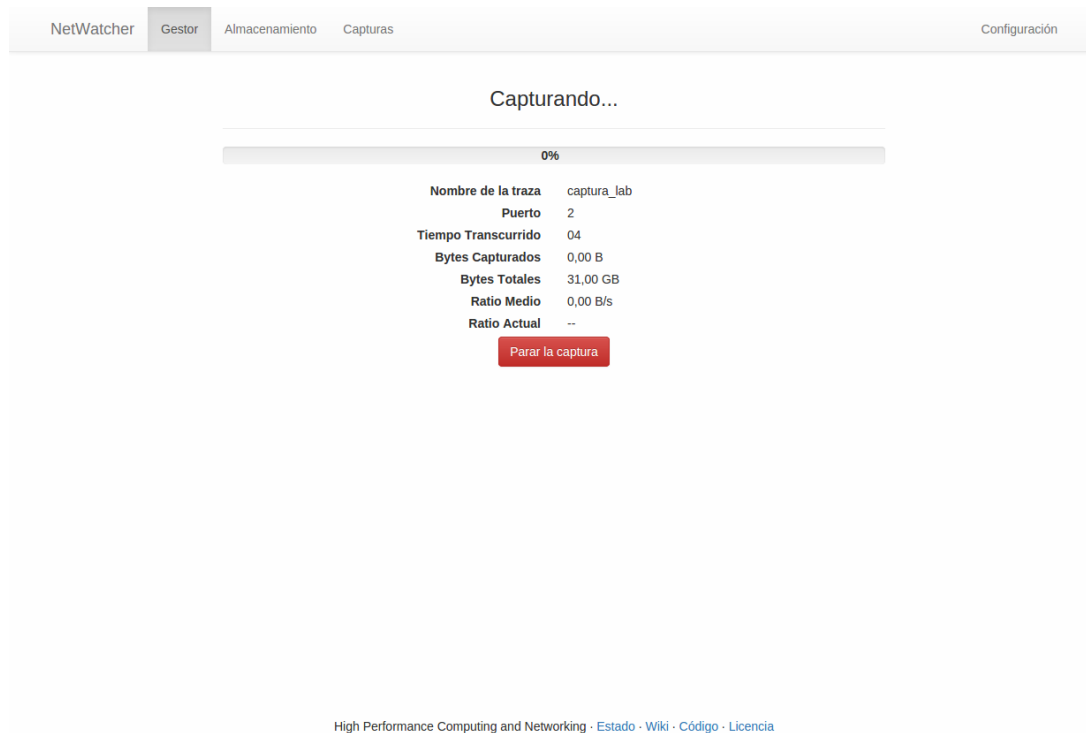 NetWatcher Gestor Almacenamiento Capturas Configuración
Capturando...
0%
Nombre de la traza captura_lab
Puerto 2
Tiempo Transcurrido 04
Bytes Capturados 0,00 B
Bytes Totales 31,00 GB
Ratio Medio 0,00 B/s
Ratio Actual --
Parar la captura
High Performance Computing and Networking · Estado · Wiki · Código · Licencia